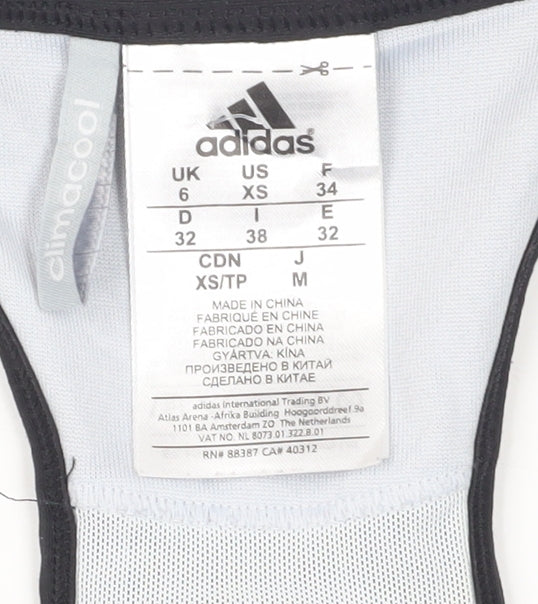 climacool
adidas
UK US F
6 XS 34
D I E
32 38 32
CDN J
XS/TP M
MADE IN CHINA
FABRIQUÉ EN CHINE
FABRICADO EN CHINA
FABRICADO NA CHINA
GYÁRTVA: KÍNA
ПРОИЗВЕДЕНО В КИТАЙ
СДЕЛАНО В КИТАЕ
adidas International Trading BV
Atlas Arena -Afrika Building Hoogoorddreef 9a
1101 BA Amsterdam ZO The Netherlands
VAT NO. NL 8073.01.322.B.01
RN# 88387 CA# 40312